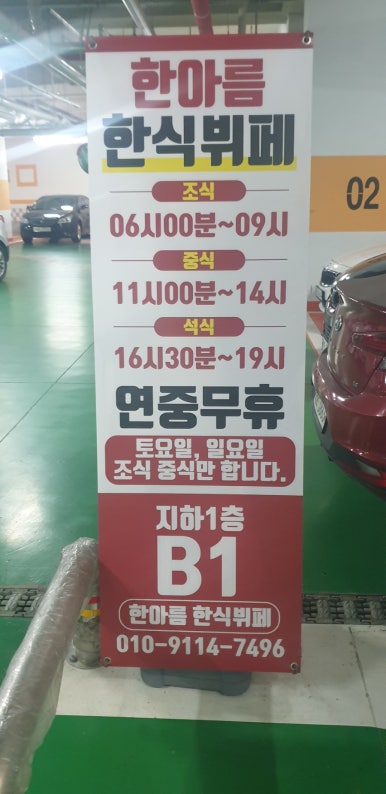 한아름
한식뷔페
조식
06시00분~09시
중식
11시00분~14시
석식
16시30분~19시
연중무휴
토요일, 일요일
조식 중식만 합니다.
지하1층
B1
한아름 한식뷔페
010-9114-7496
02